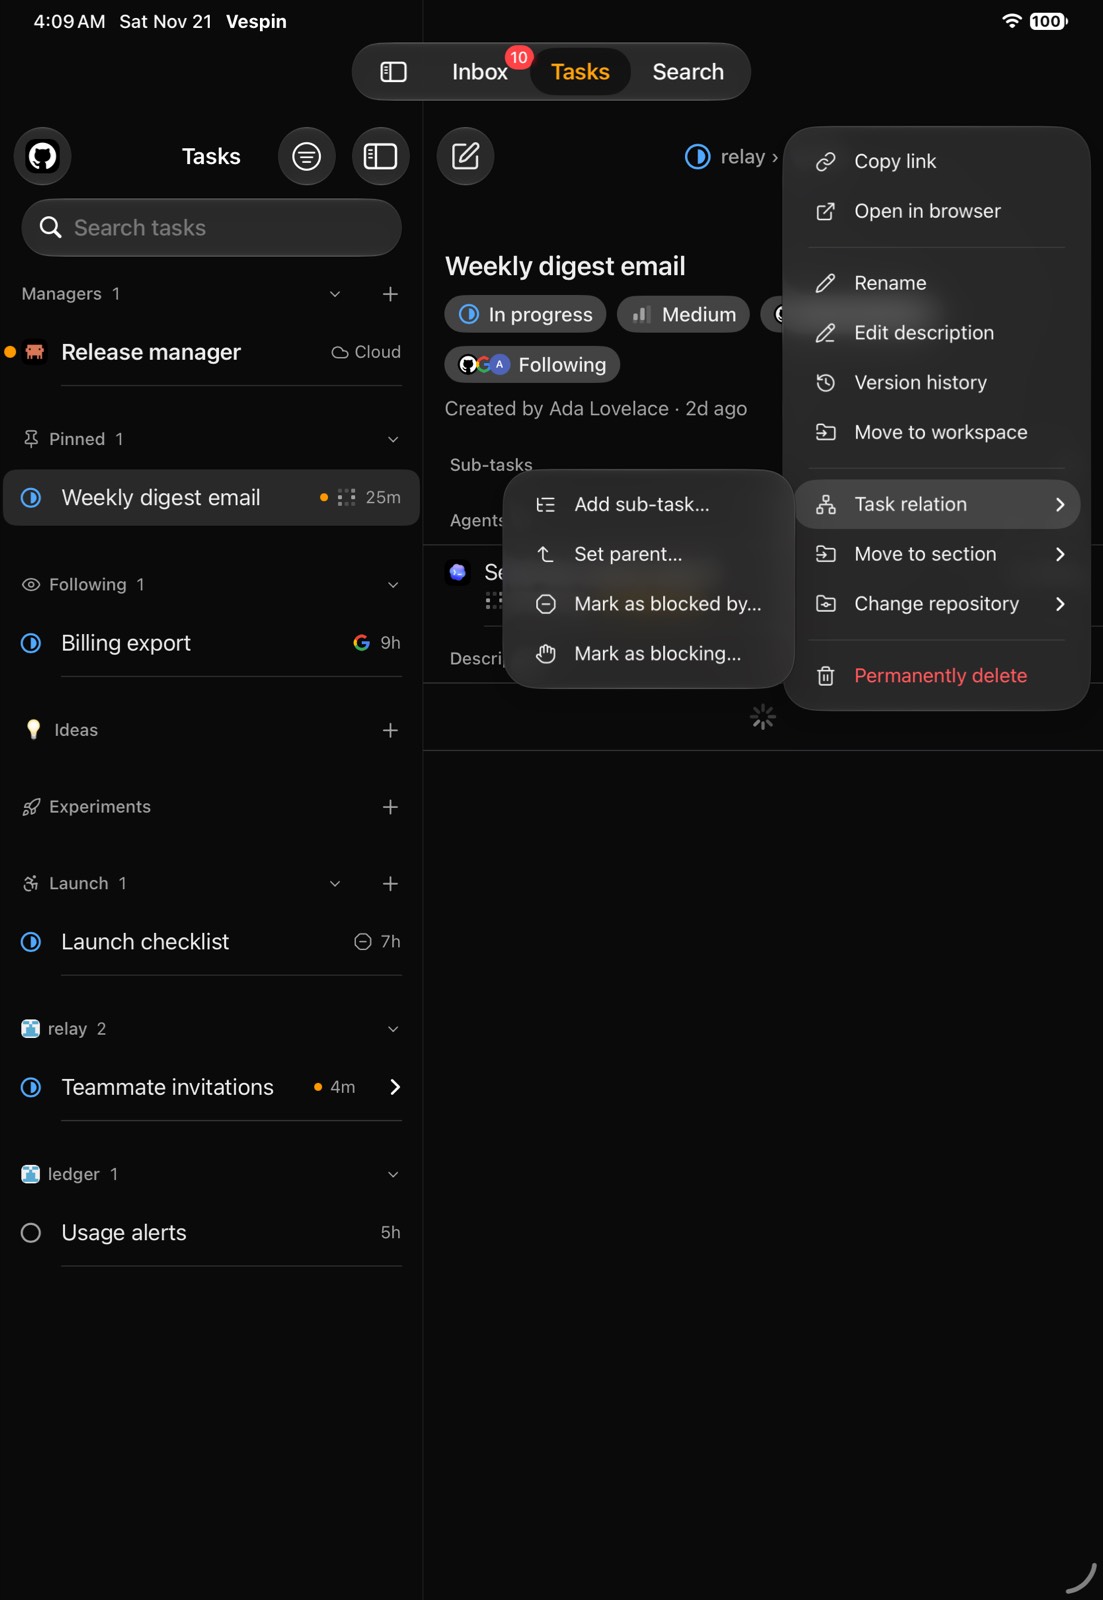 4:09 AM Sat Nov 21 Vespin
100
Inbox 10 Tasks Search
Tasks
Search tasks
Managers 1
Release manager Cloud
Pinned 1
Weekly digest email 25m
Following 1
Billing export 9h
Ideas
Experiments
Launch 1
Launch checklist 7h
relay 2
Teammate invitations 4m
ledger 1
Usage alerts 5h
relay ›
Weekly digest email
In progress Medium
A Following
Created by Ada Lovelace · 2d ago
Sub-tasks
Add sub-task...
Set parent...
Mark as blocked by...
Mark as blocking...
Copy link
Open in browser
Rename
Edit description
Version history
Move to workspace
Task relation
Move to section
Change repository
Permanently delete